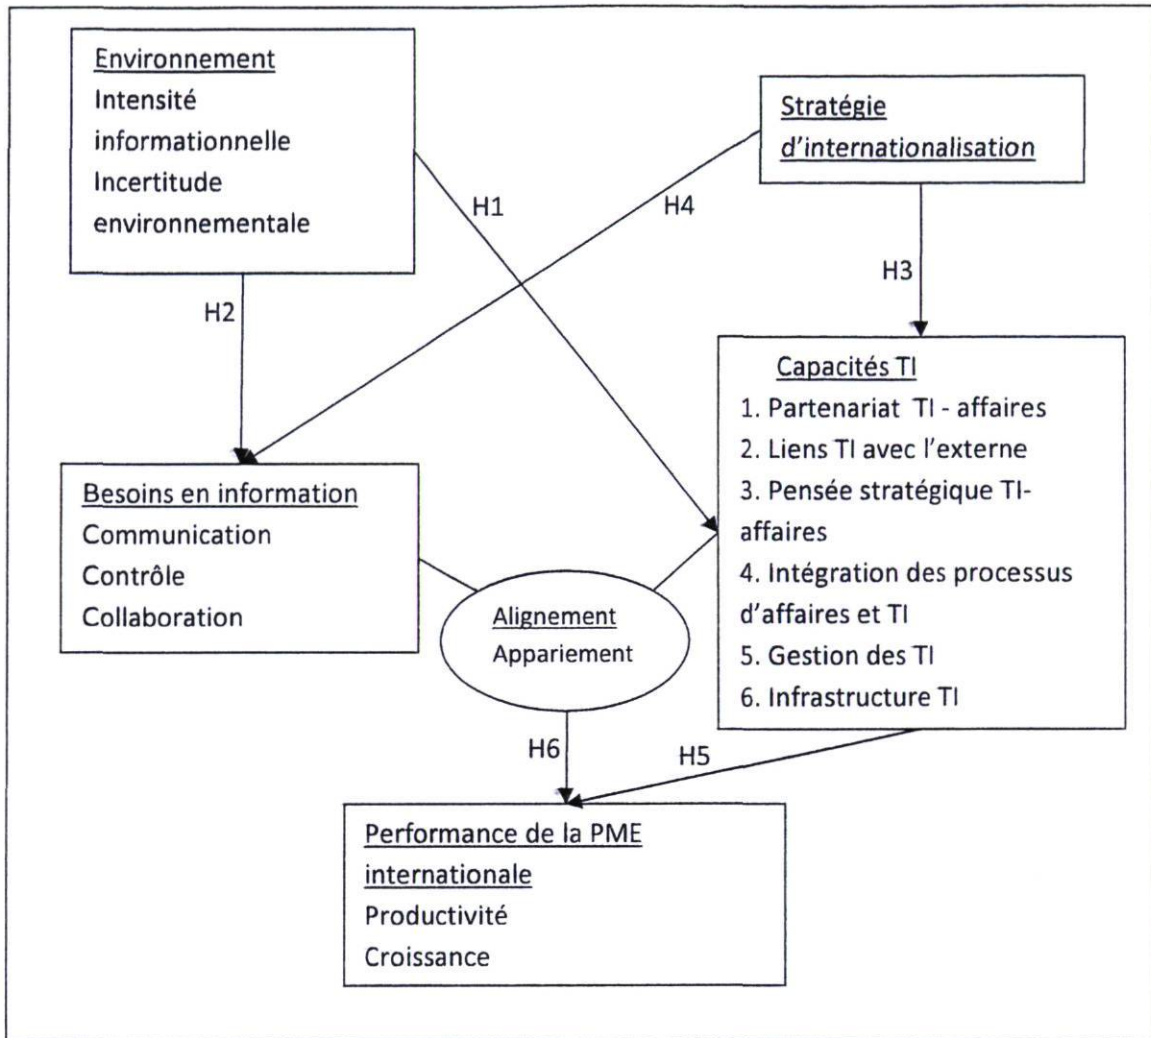 Environnement
Intensité
informationnelle
Incertitude
environnementale
Stratégie
d'internationalisation
H1
H4
H3
H2
Capacités TI
1. Partenariat TI - affaires
2. Liens TI avec l'externe
3. Pensée stratégique TI-
affaires
4. Intégration des processus
d'affaires et TI
5. Gestion des TI
6. Infrastructure TI
Besoins en information
Communication
Contrôle
Collaboration
Alignement
Appariement
H6
H5
Performance de la PME
internationale
Productivité
Croissance